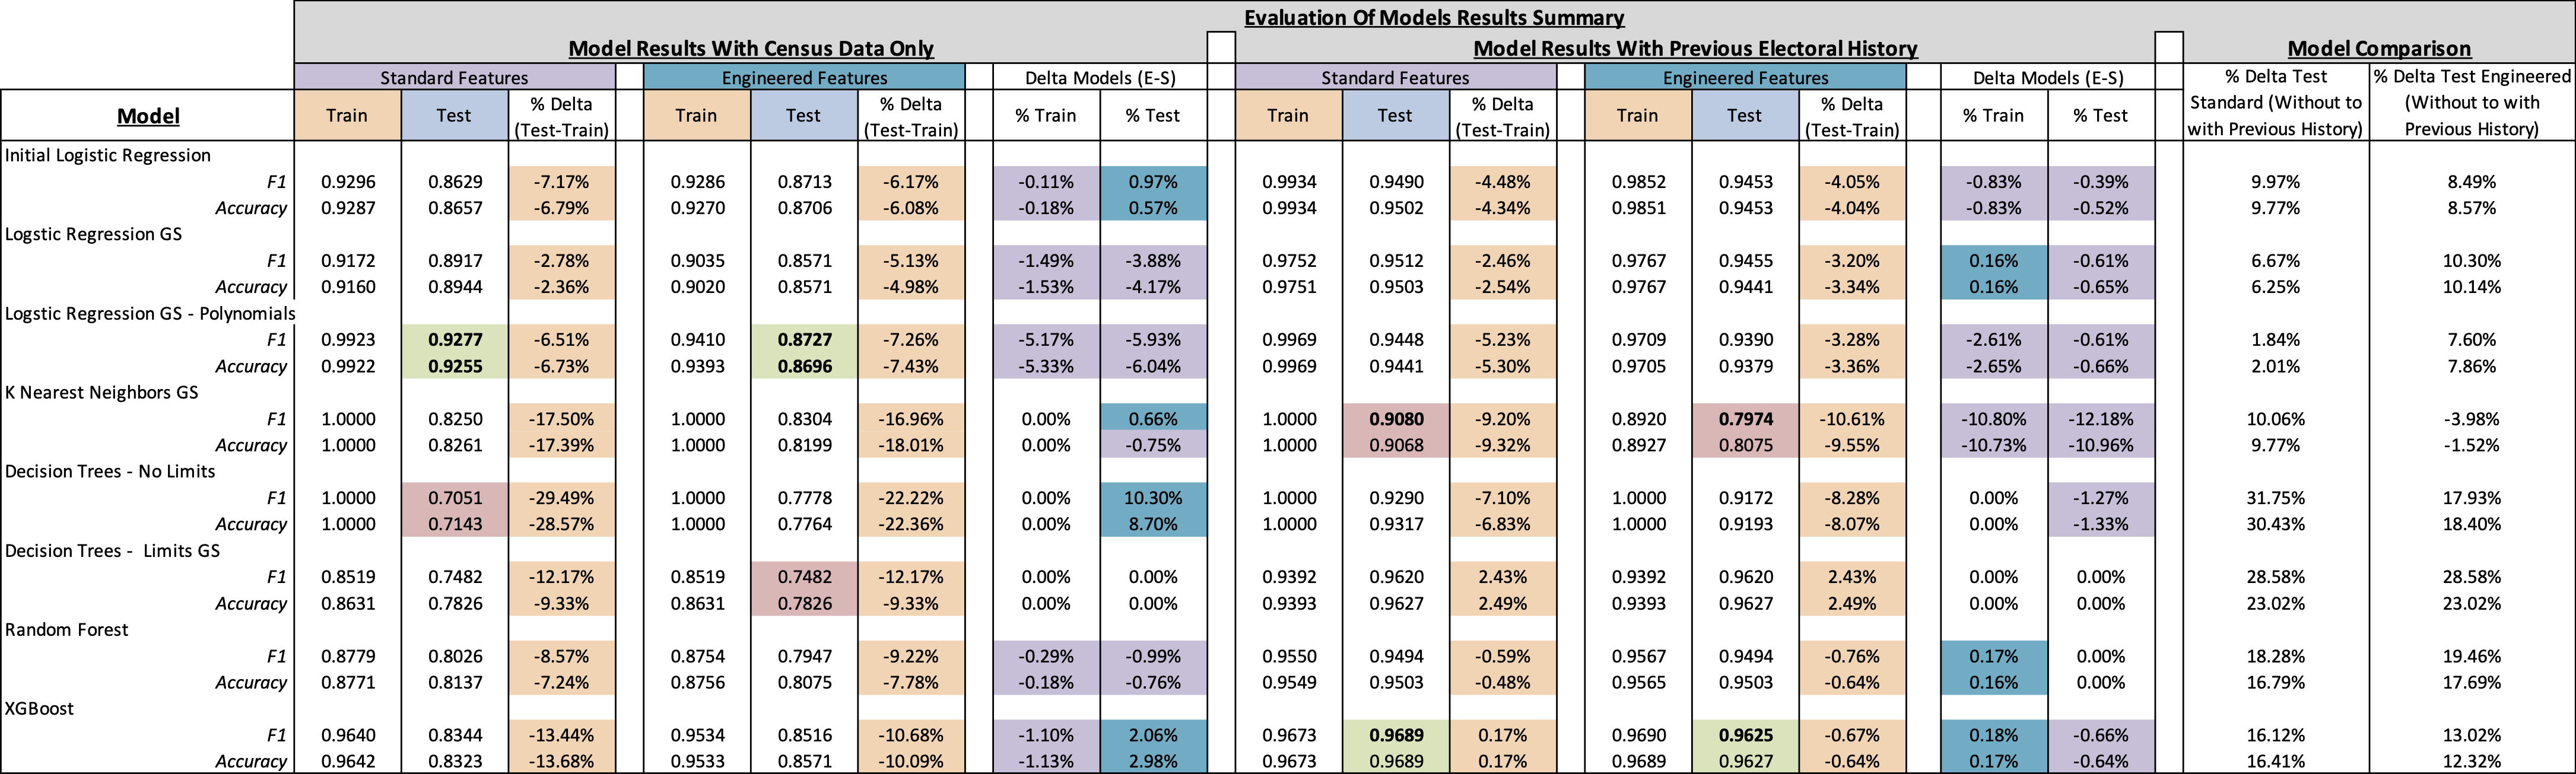 Evaluation Of Models Results Summary
Model Results With Census Data Only Model Results With Previous Electoral History Model Comparison
Standard Features Engineered Features Delta Models (E-S) Standard Features Engineered Features Delta Models (E-S) % Delta Test Standard (Without to with Previous History) % Delta Test Engineered (Without to with Previous History)
Model Train Test % Delta (Test-Train) Train Test % Delta (Test-Train) % Train % Test Train Test % Delta (Test-Train) Train Test % Delta (Test-Train) % Train % Test
Initial Logistic Regression
F1 0.9296 0.8629 -7.17% 0.9286 0.8713 -6.17% -0.11% 0.97% 0.9934 0.9490 -4.48% 0.9852 0.9453 -4.05% -0.83% -0.39% 9.97% 8.49%
Accuracy 0.9287 0.8657 -6.79% 0.9270 0.8706 -6.08% -0.18% 0.57% 0.9934 0.9502 -4.34% 0.9851 0.9453 -4.04% -0.83% -0.52% 9.77% 8.57%
Logstic Regression GS
F1 0.9172 0.8917 -2.78% 0.9035 0.8571 -5.13% -1.49% -3.88% 0.9752 0.9512 -2.46% 0.9767 0.9455 -3.20% 0.16% -0.61% 6.67% 10.30%
Accuracy 0.9160 0.8944 -2.36% 0.9020 0.8571 -4.98% -1.53% -4.17% 0.9751 0.9503 -2.54% 0.9767 0.9441 -3.34% 0.16% -0.65% 6.25% 10.14%
Logstic Regression GS - Polynomials
F1 0.9923 0.9277 -6.51% 0.9410 0.8727 -7.26% -5.17% -5.93% 0.9969 0.9448 -5.23% 0.9709 0.9390 -3.28% -2.61% -0.61% 1.84% 7.60%
Accuracy 0.9922 0.9255 -6.73% 0.9393 0.8696 -7.43% -5.33% -6.04% 0.9969 0.9441 -5.30% 0.9705 0.9379 -3.36% -2.65% -0.66% 2.01% 7.86%
K Nearest Neighbors GS
F1 1.0000 0.8250 -17.50% 1.0000 0.8304 -16.96% 0.00% 0.66% 1.0000 0.9080 -9.20% 0.8920 0.7974 -10.61% -10.80% -12.18% 10.06% -3.98%
Accuracy 1.0000 0.8261 -17.39% 1.0000 0.8199 -18.01% 0.00% -0.75% 1.0000 0.9068 -9.32% 0.8927 0.8075 -9.55% -10.73% -10.96% 9.77% -1.52%
Decision Trees - No Limits
F1 1.0000 0.7051 -29.49% 1.0000 0.7778 -22.22% 0.00% 10.30% 1.0000 0.9290 -7.10% 1.0000 0.9172 -8.28% 0.00% -1.27% 31.75% 17.93%
Accuracy 1.0000 0.7143 -28.57% 1.0000 0.7764 -22.36% 0.00% 8.70% 1.0000 0.9317 -6.83% 1.0000 0.9193 -8.07% 0.00% -1.33% 30.43% 18.40%
Decision Trees - Limits GS
F1 0.8519 0.7482 -12.17% 0.8519 0.7482 -12.17% 0.00% 0.00% 0.9392 0.9620 2.43% 0.9392 0.9620 2.43% 0.00% 0.00% 28.58% 28.58%
Accuracy 0.8631 0.7826 -9.33% 0.8631 0.7826 -9.33% 0.00% 0.00% 0.9393 0.9627 2.49% 0.9393 0.9627 2.49% 0.00% 0.00% 23.02% 23.02%
Random Forest
F1 0.8779 0.8026 -8.57% 0.8754 0.7947 -9.22% -0.29% -0.99% 0.9550 0.9494 -0.59% 0.9567 0.9494 -0.76% 0.17% 0.00% 18.28% 19.46%
Accuracy 0.8771 0.8137 -7.24% 0.8756 0.8075 -7.78% -0.18% -0.76% 0.9549 0.9503 -0.48% 0.9565 0.9503 -0.64% 0.16% 0.00% 16.79% 17.69%
XGBoost
F1 0.9640 0.8344 -13.44% 0.9534 0.8516 -10.68% -1.10% 2.06% 0.9673 0.9689 0.17% 0.9690 0.9625 -0.67% 0.18% -0.66% 16.12% 13.02%
Accuracy 0.9642 0.8323 -13.68% 0.9533 0.8571 -10.09% -1.13% 2.98% 0.9673 0.9689 0.17% 0.9689 0.9627 -0.64% 0.17% -0.64% 16.41% 12.32%